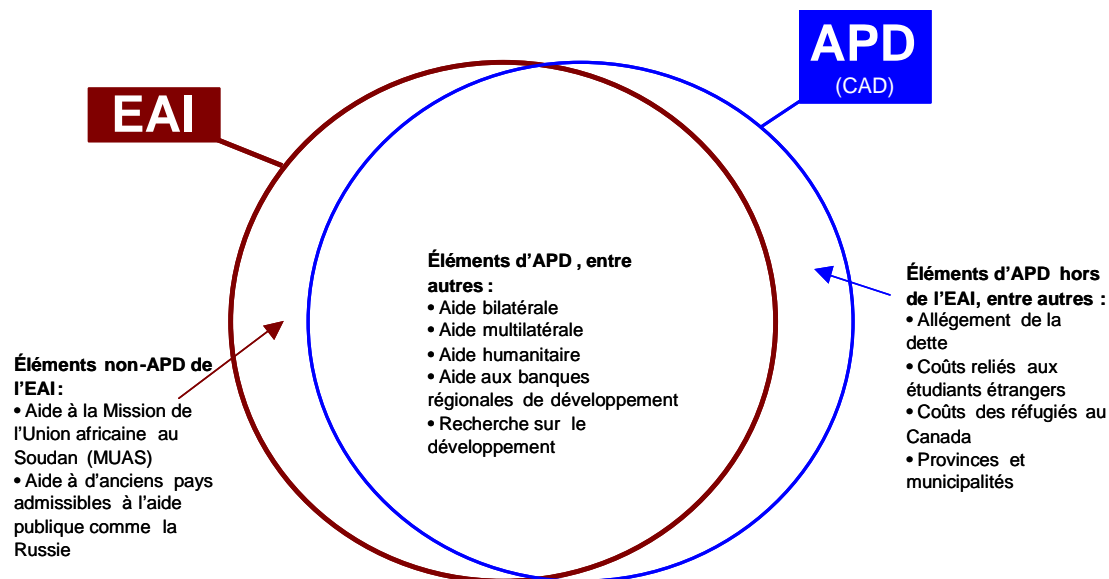 EAI
APD
(CAD)
Éléments non-APD de
l'EAI:
• Aide à la Mission de
l'Union africaine au
Soudan (MUAS)
• Aide à d'anciens pays
admissibles à l'aide
publique comme la
Russie
Éléments d'APD , entre
autres :
• Aide bilatérale
• Aide multilatérale
• Aide humanitaire
• Aide aux banques
régionales de développement
• Recherche sur le
développement
Éléments d'APD hors
de l'EAI, entre autres :
• Allégement de la
dette
• Coûts reliés aux
étudiants étrangers
• Coûts des réfugiés au
Canada
• Provinces et
municipalités